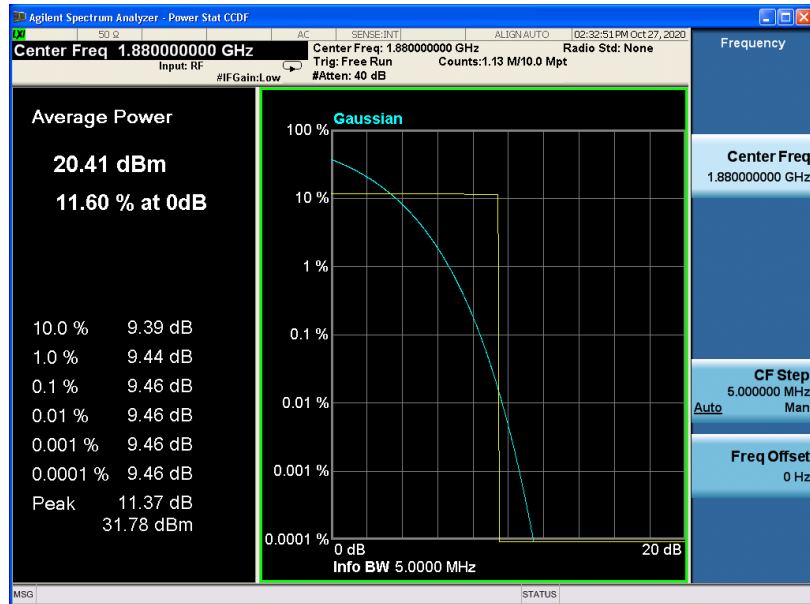 Agilent Spectrum Analyzer - Power Stat CCDF
LXI 50 Ω AC SENSE:INT ALIGN AUTO 02:32:51 PM Oct 27, 2020
Center Freq 1.880000000 GHz
Input: RF
#IFGain:Low
Center Freq: 1.880000000 GHz Radio Std: None
Trig: Free Run Counts:1.13 M/10.0 Mpt
#Atten: 40 dB
Frequency
Average Power
20.41 dBm
11.60 % at 0dB
10.0 % 9.39 dB
1.0 % 9.44 dB
0.1 % 9.46 dB
0.01 % 9.46 dB
0.001 % 9.46 dB
0.0001 % 9.46 dB
Peak 11.37 dB
31.78 dBm
Gaussian
100 %
10 %
1 %
0.1 %
0.01 %
0.001 %
0.0001 %
0 dB 20 dB
Info BW 5.0000 MHz
Center Freq
1.880000000 GHz
CF Step
5.000000 MHz
Auto Man
Freq Offset
0 Hz
MSG STATUS